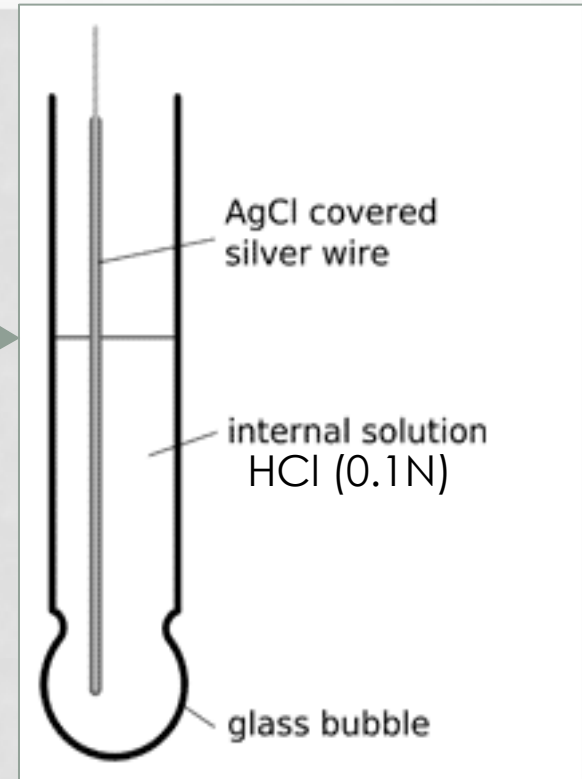 AgCl covered
silver wire
internal solution
HCl (0.1N)
glass bubble